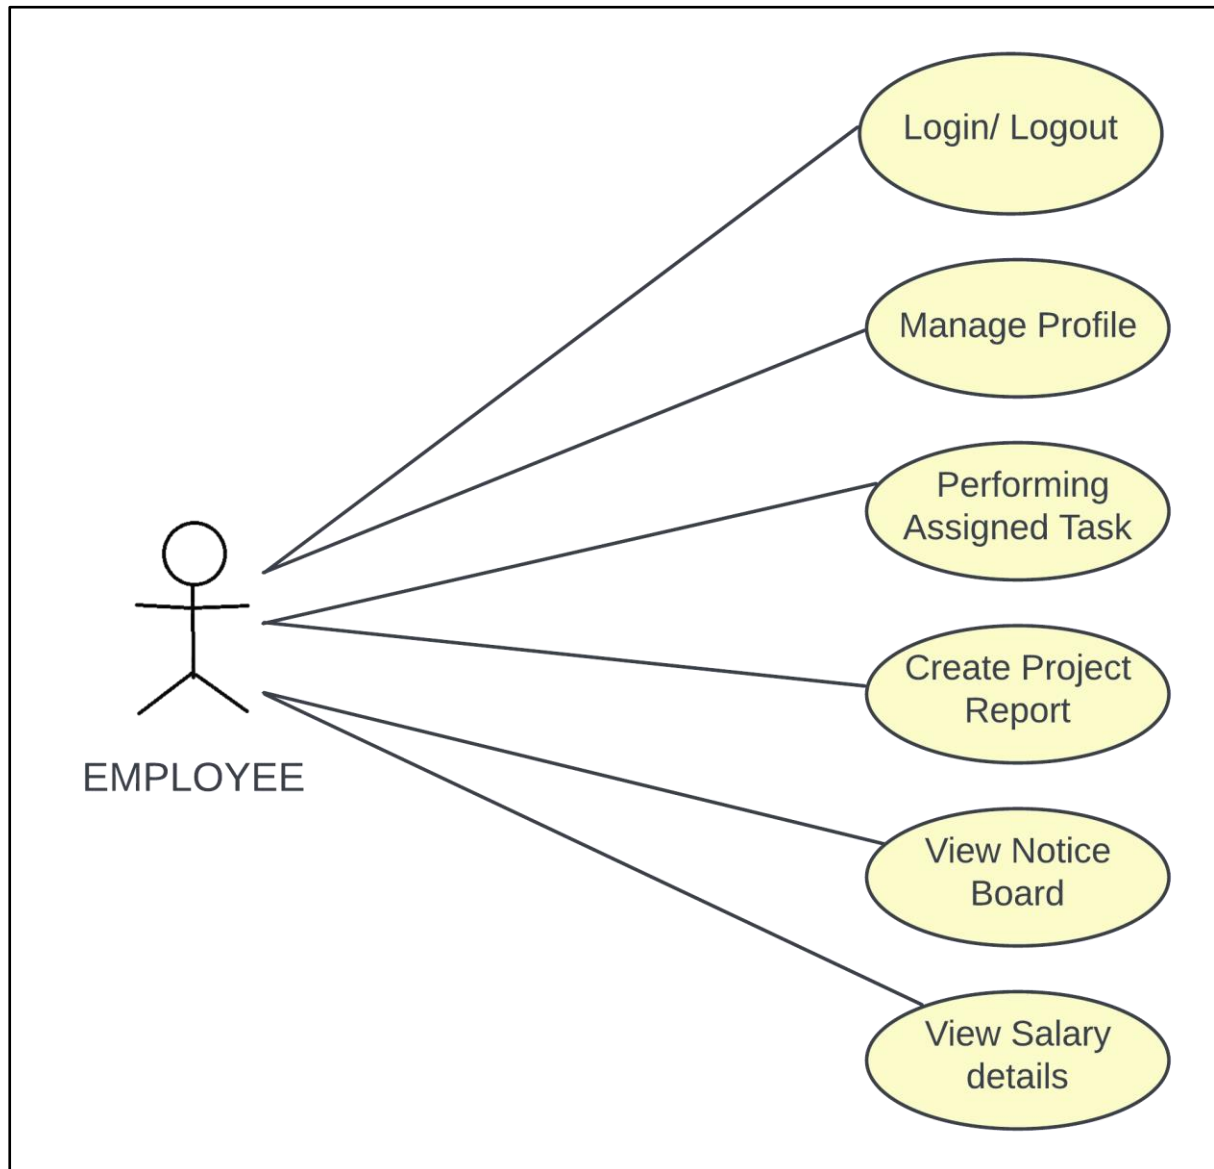 Login/ Logout
Manage Profile
Performing
Assigned Task
Create Project
Report
EMPLOYEE
View Notice
Board
View Salary
details